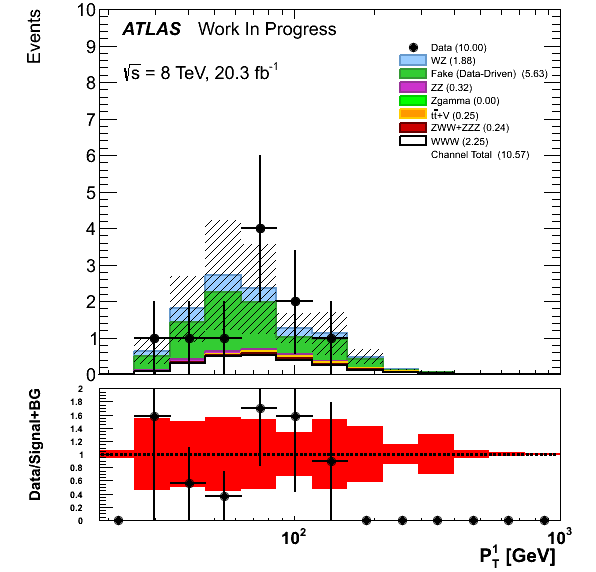 Events
10
9
8
7
6
5
4
3
2
1
0
ATLAS Work In Progress
√s = 8 TeV, 20.3 fb⁻¹
Data (10.00)
WZ (1.88)
Fake (Data-Driven) (5.63)
ZZ (0.32)
Zgamma (0.00)
tt̄+V (0.25)
ZWW+ZZZ (0.24)
WWW (2.25)
Channel Total (10.57)
Data/Signal+BG
2
1.8
1.6
1.4
1.2
1
0.8
0.6
0.4
0.2
0
10²
10³
P¹_T [GeV]